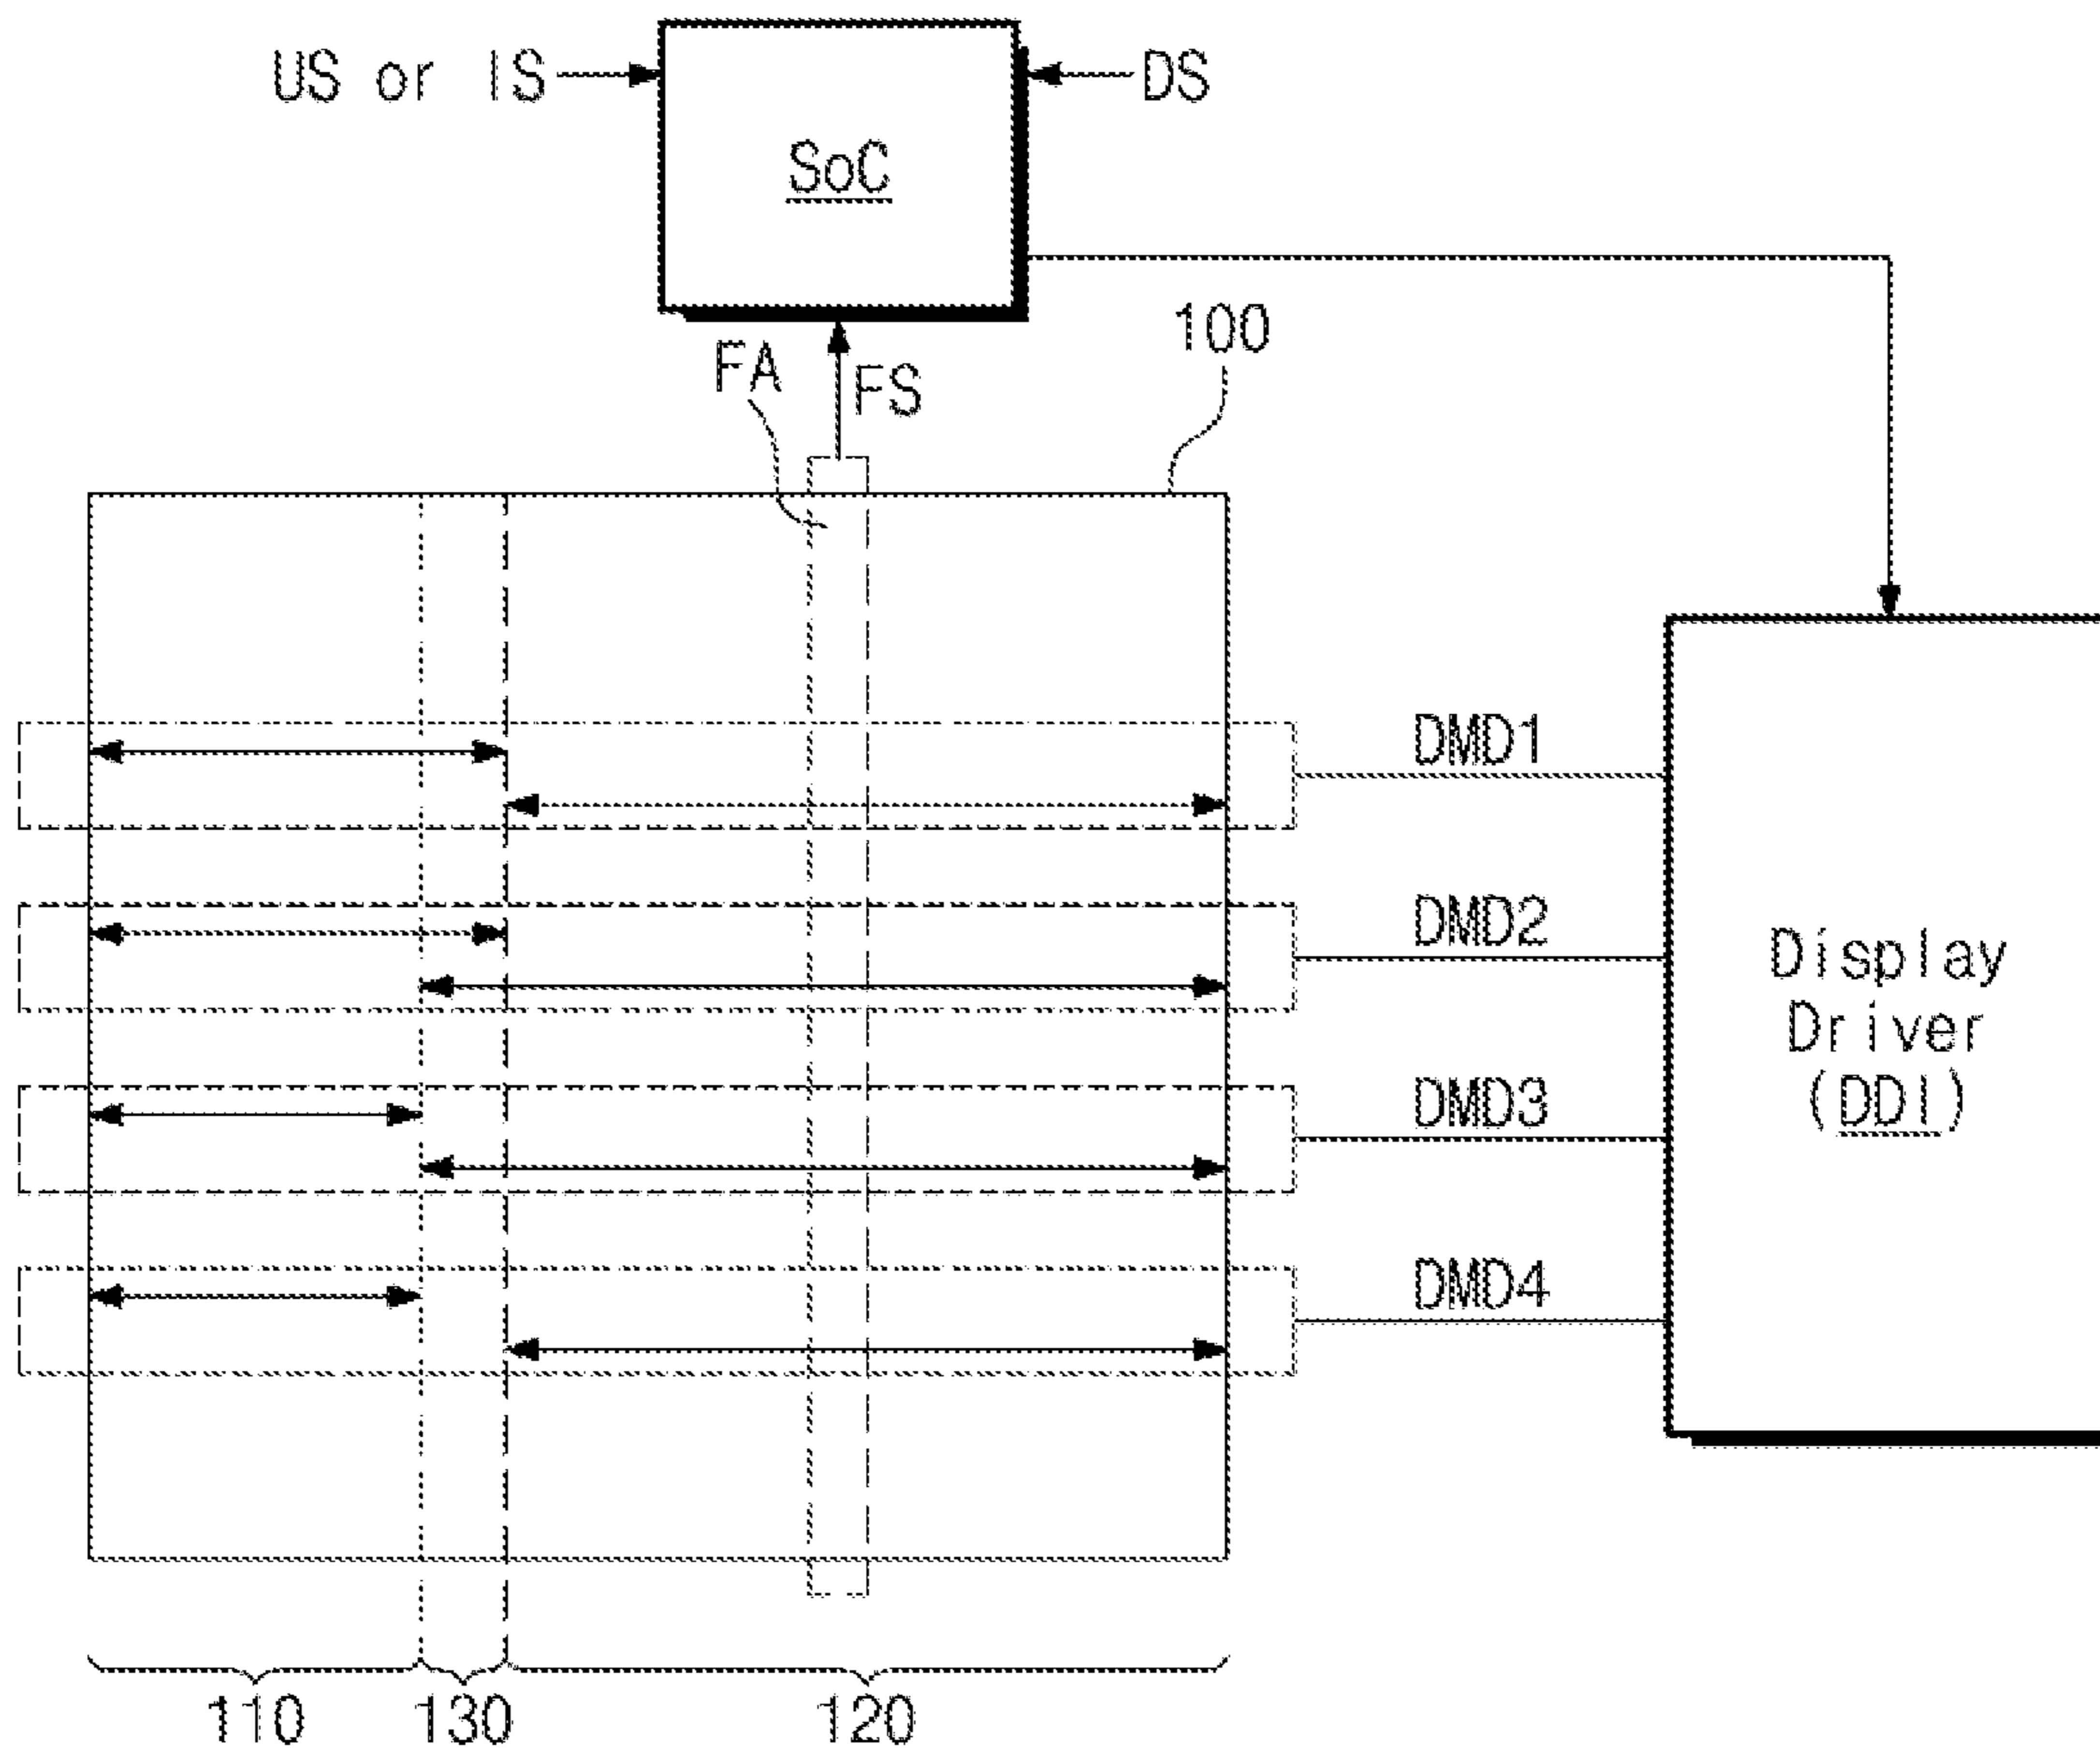 US or IS
DS
SoC
100
FA
FS
DMD1
DMD2
Display
Driver
(DDI)
DMD3
DMD4
110
130
120